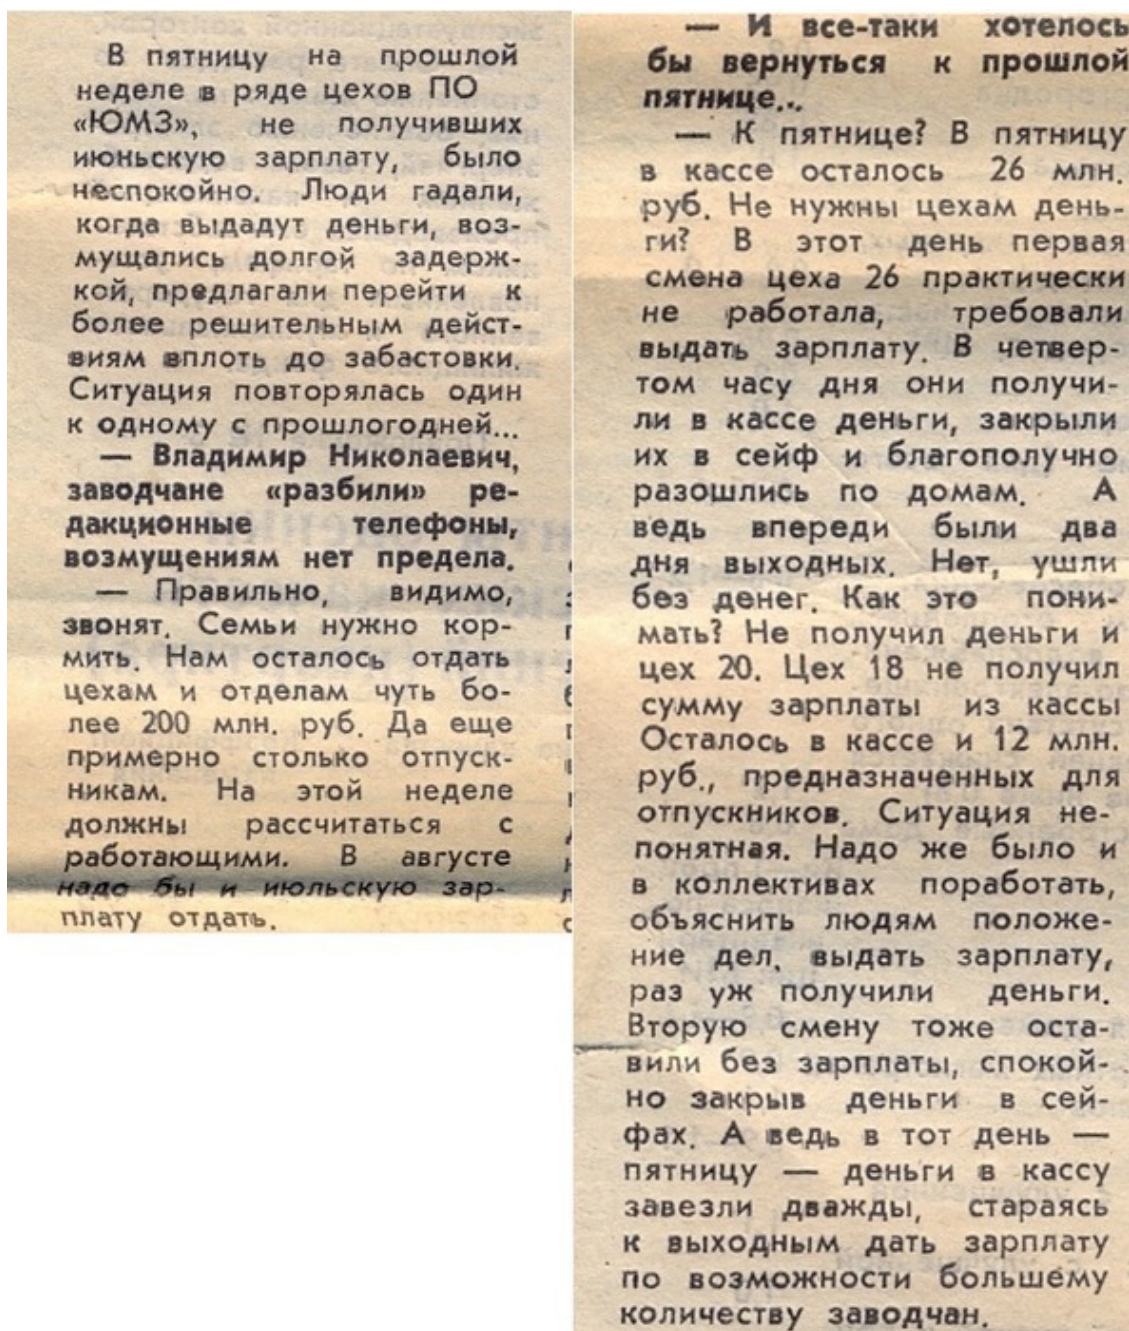 В пятницу на прошлой
неделе в ряде цехов ПО
«ЮМЗ», не получивших
июньскую зарплату, было
неспокойно. Люди гадали,
когда выдадут деньги, воз-
мущались долгой задерж-
кой, предлагали перейти к
более решительным дейст-
виям вплоть до забастовки.
Ситуация повторялась один
к одному с прошлогодней...
— Владимир Николаевич,
заводчане «разбили» ре-
дакционные телефоны,
возмущениям нет предела.
— Правильно, видимо,
звонят. Семьи нужно кор-
мить. Нам осталось отдать
цехам и отделам чуть бо-
лее 200 млн. руб. Да еще
примерно столько отпуск-
никам. На этой неделе
должны рассчитаться с
работающими. В августе
надо бы и июльскую зар-
плату отдать.
— И все-таки хотелось
бы вернуться к прошлой
пятнице...
— К пятнице? В пятницу
в кассе осталось 26 млн.
руб. Не нужны цехам день-
ги? В этот день первая
смена цеха 26 практически
не работала, требовали
выдать зарплату. В четвер-
том часу дня они получи-
ли в кассе деньги, закрыли
их в сейф и благополучно
разошлись по домам. А
ведь впереди были два
дня выходных. Нет, ушли
без денег. Как это пони-
мать? Не получил деньги и
цех 20. Цех 18 не получил
сумму зарплаты из кассы
Осталось в кассе и 12 млн.
руб., предназначенных для
отпускников. Ситуация не-
понятная. Надо же было и
в коллективах поработать,
объяснить людям положе-
ние дел, выдать зарплату,
раз уж получили деньги.
Вторую смену тоже оста-
вили без зарплаты, спокой-
но закрыв деньги в сей-
фах. А ведь в тот день —
пятницу — деньги в кассу
завезли дважды, стараясь
к выходным дать зарплату
по возможности большему
количеству заводчан.